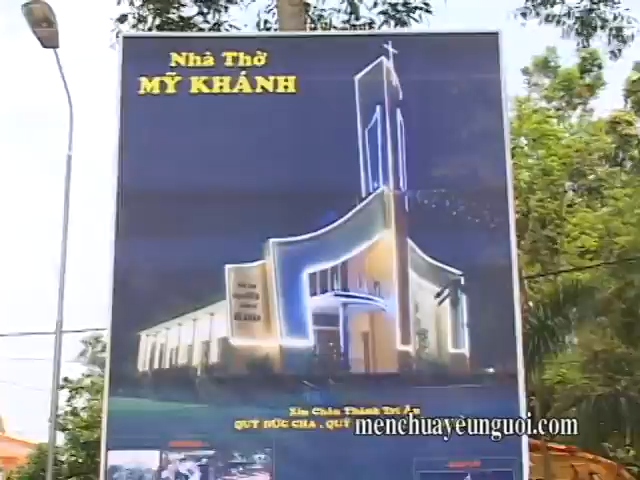 Nhà Thờ
MỸ KHÁNH
Xin Chân Thành Tri Ân
QUÝ ĐỨC CHA , QUÝ
menchuayeunguoi.com